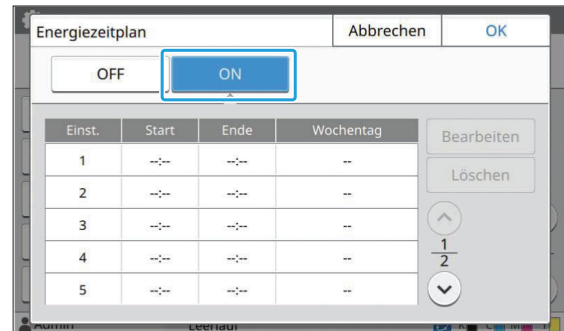 Energiezeitplan Abbrechen OK
OFF ON
Einst. Start Ende Wochentag Bearbeiten
1 --:-- --:-- --
Löschen
2 --:-- --:-- --
3 --:-- --:-- --
4 --:-- --:-- -- 1
2
5 --:-- --:-- --
Admin Leerlauf